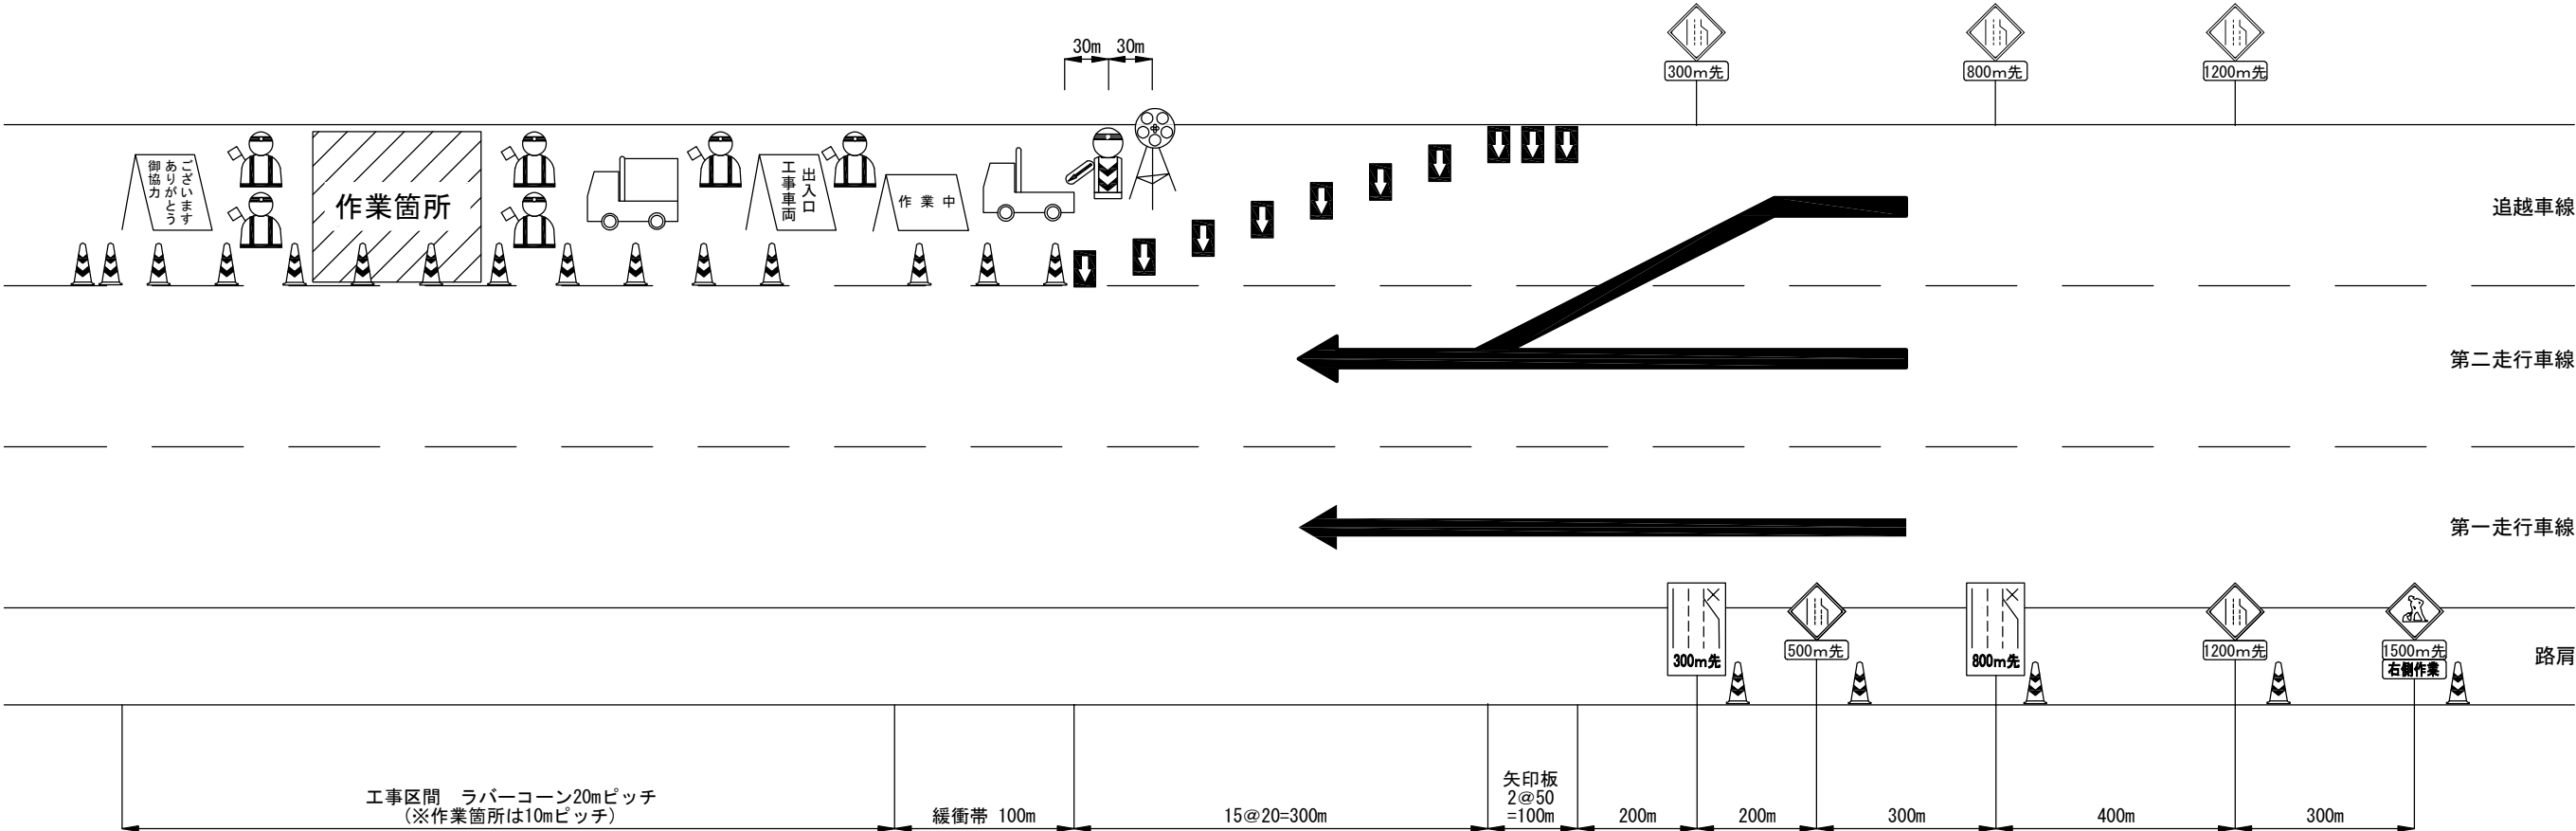 30m 30m
300m先
800m先
1200m先
御協力
ありがとう
ございます
作業箇所
工事車両
出入口
作業中
追越車線
第二走行車線
第一走行車線
300m先
500m先
800m先
1200m先
1500m先
右側作業
路肩
工事区間 ラバーコーン20mピッチ
(※作業箇所は10mピッチ)
緩衝帯 100m
15@20=300m
矢印板
2@50
=100m
200m
200m
300m
400m
300m